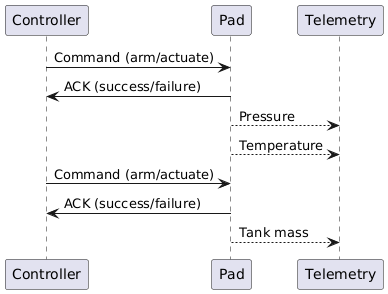 Controller Pad Telemetry
Command (arm/actuate)
ACK (success/failure)
Pressure
Temperature
Command (arm/actuate)
ACK (success/failure)
Tank mass
Controller Pad Telemetry